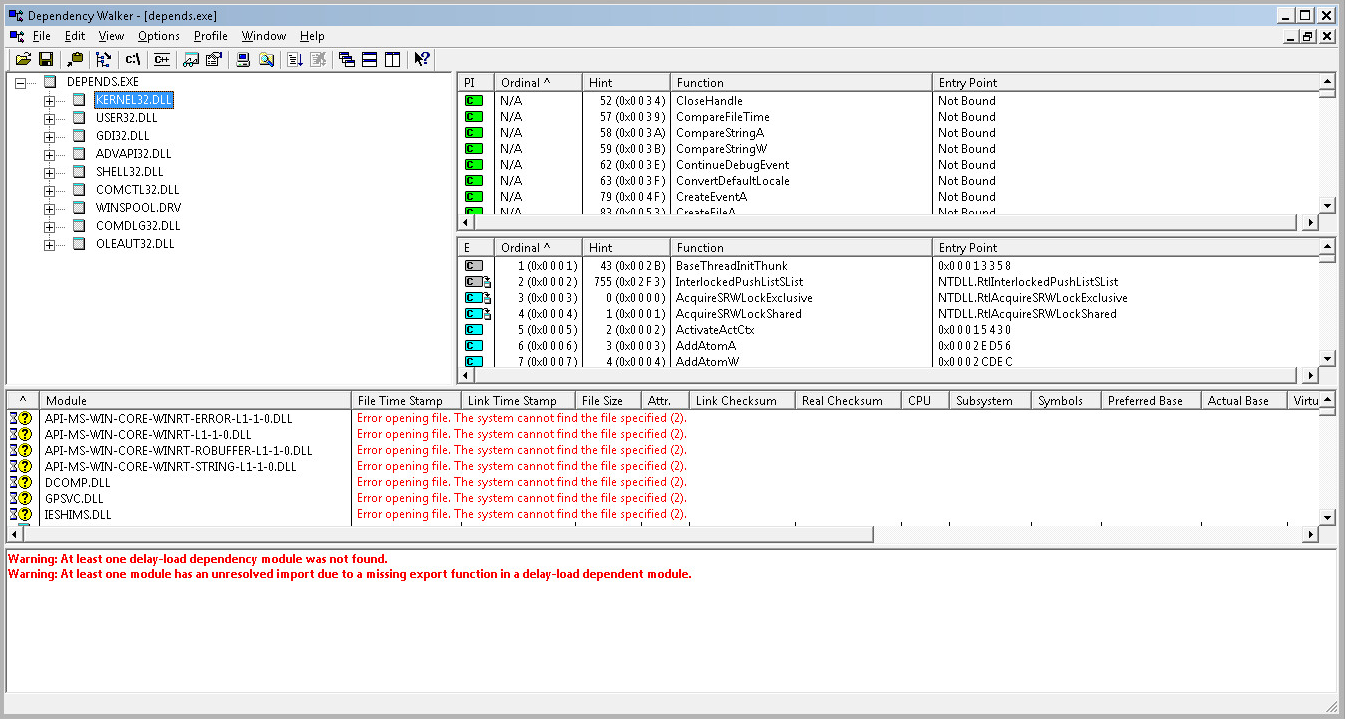 Dependency Walker - [depends.exe]
File Edit View Options Profile Window Help
c:\ C++
DEPENDS.EXE
KERNEL32.DLL
USER32.DLL
GDI32.DLL
ADVAPI32.DLL
SHELL32.DLL
COMCTL32.DLL
WINSPOOL.DRV
COMDLG32.DLL
OLEAUT32.DLL
PI Ordinal ^ Hint Function Entry Point
C N/A 52 (0x0034) CloseHandle Not Bound
C N/A 57 (0x0039) CompareFileTime Not Bound
C N/A 58 (0x003A) CompareStringA Not Bound
C N/A 59 (0x003B) CompareStringW Not Bound
C N/A 62 (0x003E) ContinueDebugEvent Not Bound
C N/A 63 (0x003F) ConvertDefaultLocale Not Bound
C N/A 79 (0x004F) CreateEventA Not Bound
C N/A 83 (0x0053) CreateFileA Not Bound
E Ordinal ^ Hint Function Entry Point
C 1 (0x0001) 43 (0x002B) BaseThreadInitThunk 0x00013358
C 2 (0x0002) 755 (0x02F3) InterlockedPushListSList NTDLL.RtlInterlockedPushListSList
C 3 (0x0003) 0 (0x0000) AcquireSRWLockExclusive NTDLL.RtlAcquireSRWLockExclusive
C 4 (0x0004) 1 (0x0001) AcquireSRWLockShared NTDLL.RtlAcquireSRWLockShared
C 5 (0x0005) 2 (0x0002) ActivateActCtx 0x00015430
C 6 (0x0006) 3 (0x0003) AddAtomA 0x0002ED56
C 7 (0x0007) 4 (0x0004) AddAtomW 0x0002CDEC
^ Module File Time Stamp Link Time Stamp File Size Attr. Link Checksum Real Checksum CPU Subsystem Symbols Preferred Base Actual Base Virtu
? API-MS-WIN-CORE-WINRT-ERROR-L1-1-0.DLL Error opening file. The system cannot find the file specified (2).
? API-MS-WIN-CORE-WINRT-L1-1-0.DLL Error opening file. The system cannot find the file specified (2).
? API-MS-WIN-CORE-WINRT-ROBUFFER-L1-1-0.DLL Error opening file. The system cannot find the file specified (2).
? API-MS-WIN-CORE-WINRT-STRING-L1-1-0.DLL Error opening file. The system cannot find the file specified (2).
? DCOMP.DLL Error opening file. The system cannot find the file specified (2).
? GPSVC.DLL Error opening file. The system cannot find the file specified (2).
? IESHIMS.DLL Error opening file. The system cannot find the file specified (2).
Warning: At least one delay-load dependency module was not found.
Warning: At least one module has an unresolved import due to a missing export function in a delay-load dependent module.